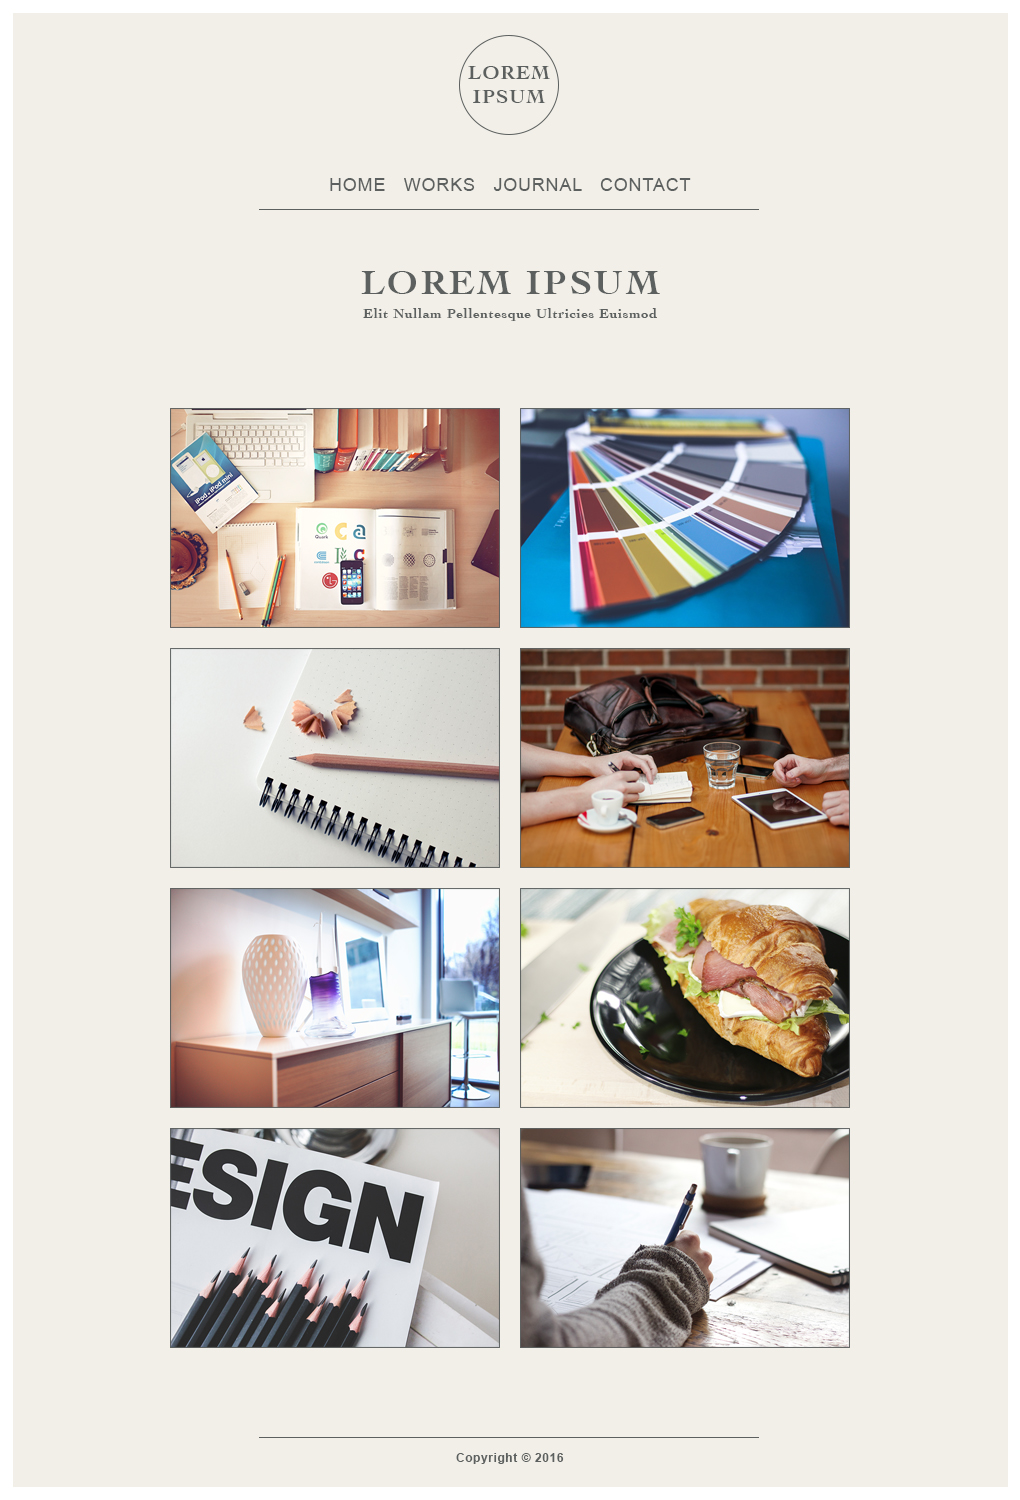 LOREM
IPSUM
HOME WORKS JOURNAL CONTACT
LOREM IPSUM
Elit Nullam Pellentesque Ultricies Euismod
iPod + iPod mini
Quark
C a
LG
ESIGN
Copyright © 2016